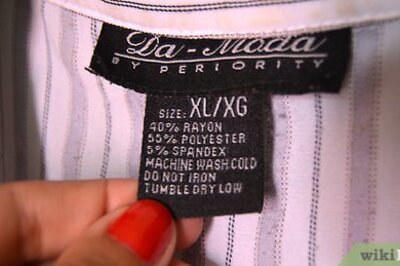 Da-Moda
BY PERIORITY
SIZE: XL/XG
40% RAYON
55% POLYESTER
5% SPANDEX
MACHINE WASH COLD
DO NOT IRON
TUMBLE DRY LOW
wiki